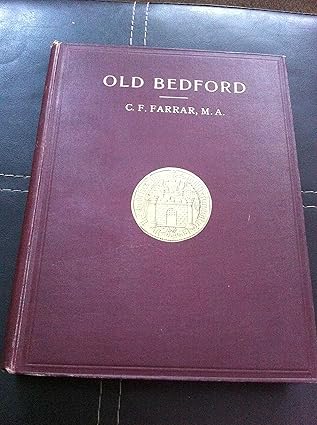 OLD BEDFORD
C. F. FARRAR, M. A.